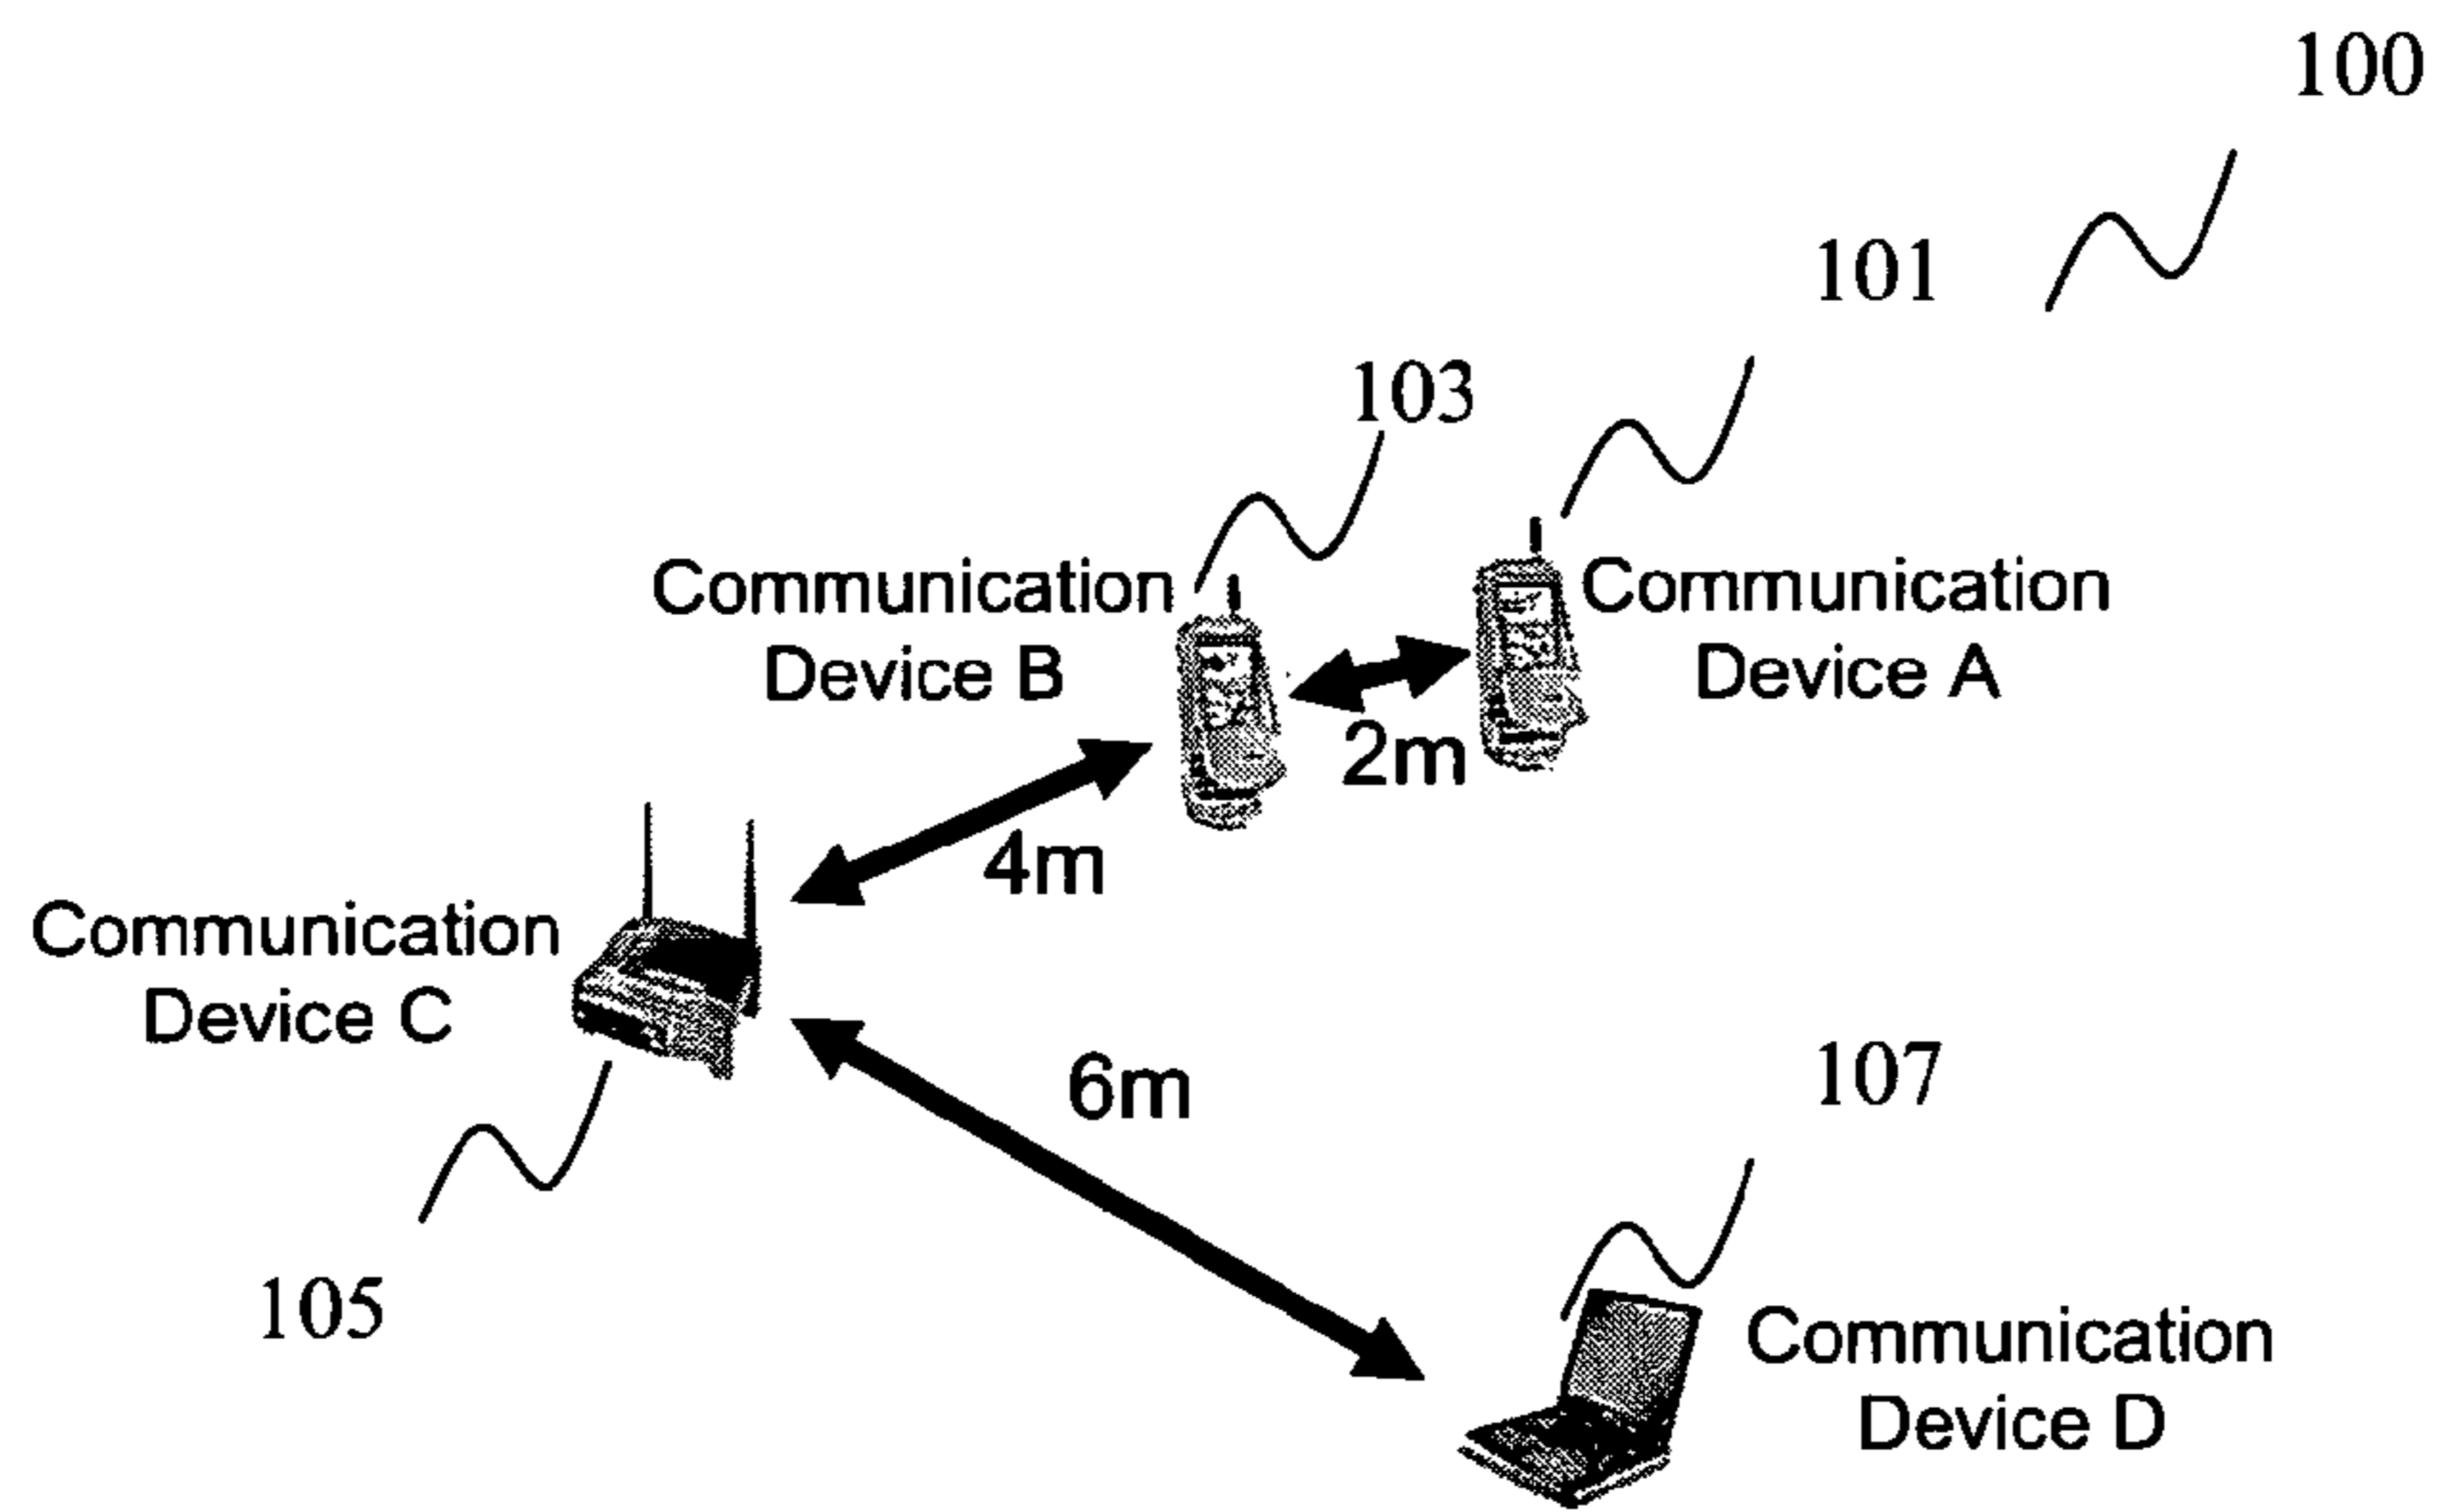 100
101
103
Communication
Device B
Communication
Device A
2m
4m
Communication
Device C
6m
107
105
Communication
Device D